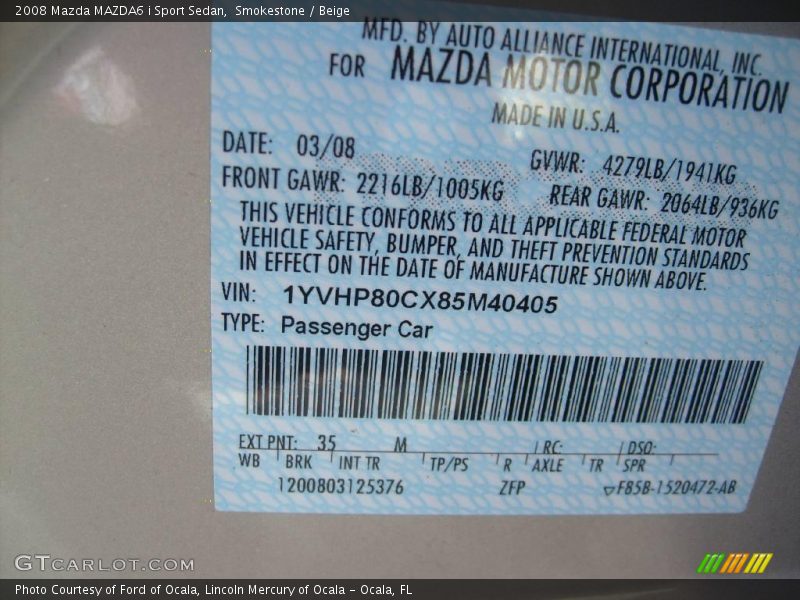 2008 Mazda MAZDA6 i Sport Sedan,  Smokestone / Beige
MFD. BY AUTO ALLIANCE INTERNATIONAL, INC.
FOR MAZDA MOTOR CORPORATION
MADE IN U.S.A.
DATE: 03/08 GVWR: 4279LB/1941KG
FRONT GAWR: 2216LB/1005KG REAR GAWR: 2064LB/936KG
THIS VEHICLE CONFORMS TO ALL APPLICABLE FEDERAL MOTOR
VEHICLE SAFETY, BUMPER, AND THEFT PREVENTION STANDARDS
IN EFFECT ON THE DATE OF MANUFACTURE SHOWN ABOVE.
VIN: 1YVHP80CX85M40405
TYPE: Passenger Car
EXT PNT: 35 M RC: DSO:
WB BRK INT TR TP/PS R AXLE TR SPR
1200803125376 ZFP F85B-1520472-AB
GTCARLOT.COM
Photo Courtesy of Ford of Ocala, Lincoln Mercury of Ocala – Ocala, FL